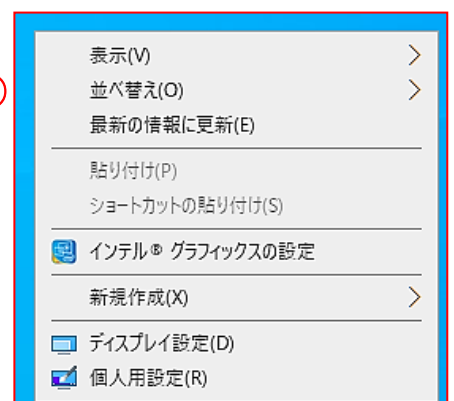 表示(V)
並べ替え(O)
最新の情報に更新(E)
貼り付け(P)
ショートカットの貼り付け(S)
インテル® グラフィックスの設定
新規作成(X)
ディスプレイ設定(D)
個人用設定(R)